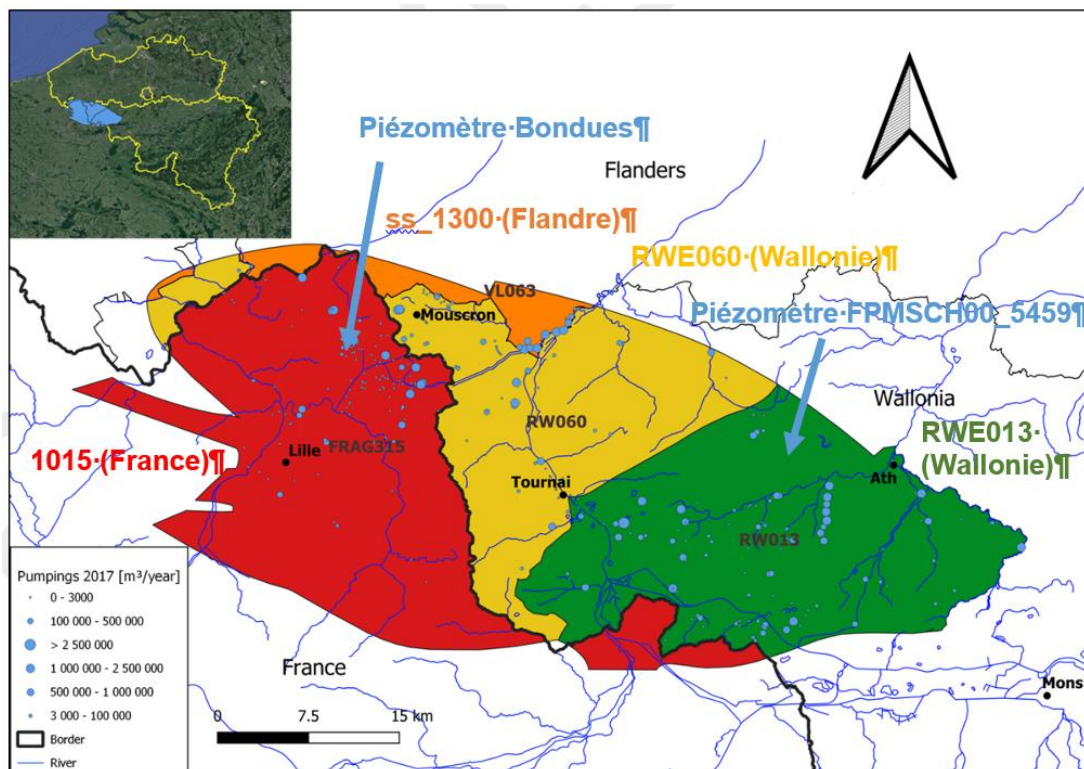 Piézomètre·Bondues¶
Flanders
ss_1300·(Flandre)¶
RWE060·(Wallonie)¶
VL063
Piézomètre·FPMSCH00_5459¶
Mouscron
Wallonia
RWE013·
(Wallonie)¶
RW060
1015·(France)¶
Lille
FRAG315
Tournai
Ath
RW013
Pumpings 2017 [m³/year]
0 - 3000
100 000 - 500 000
> 2 500 000
1 000 000 - 2 500 000
500 000 - 1 000 000
3 000 - 100 000
Border
River
France
Mons
0 7.5 15 km